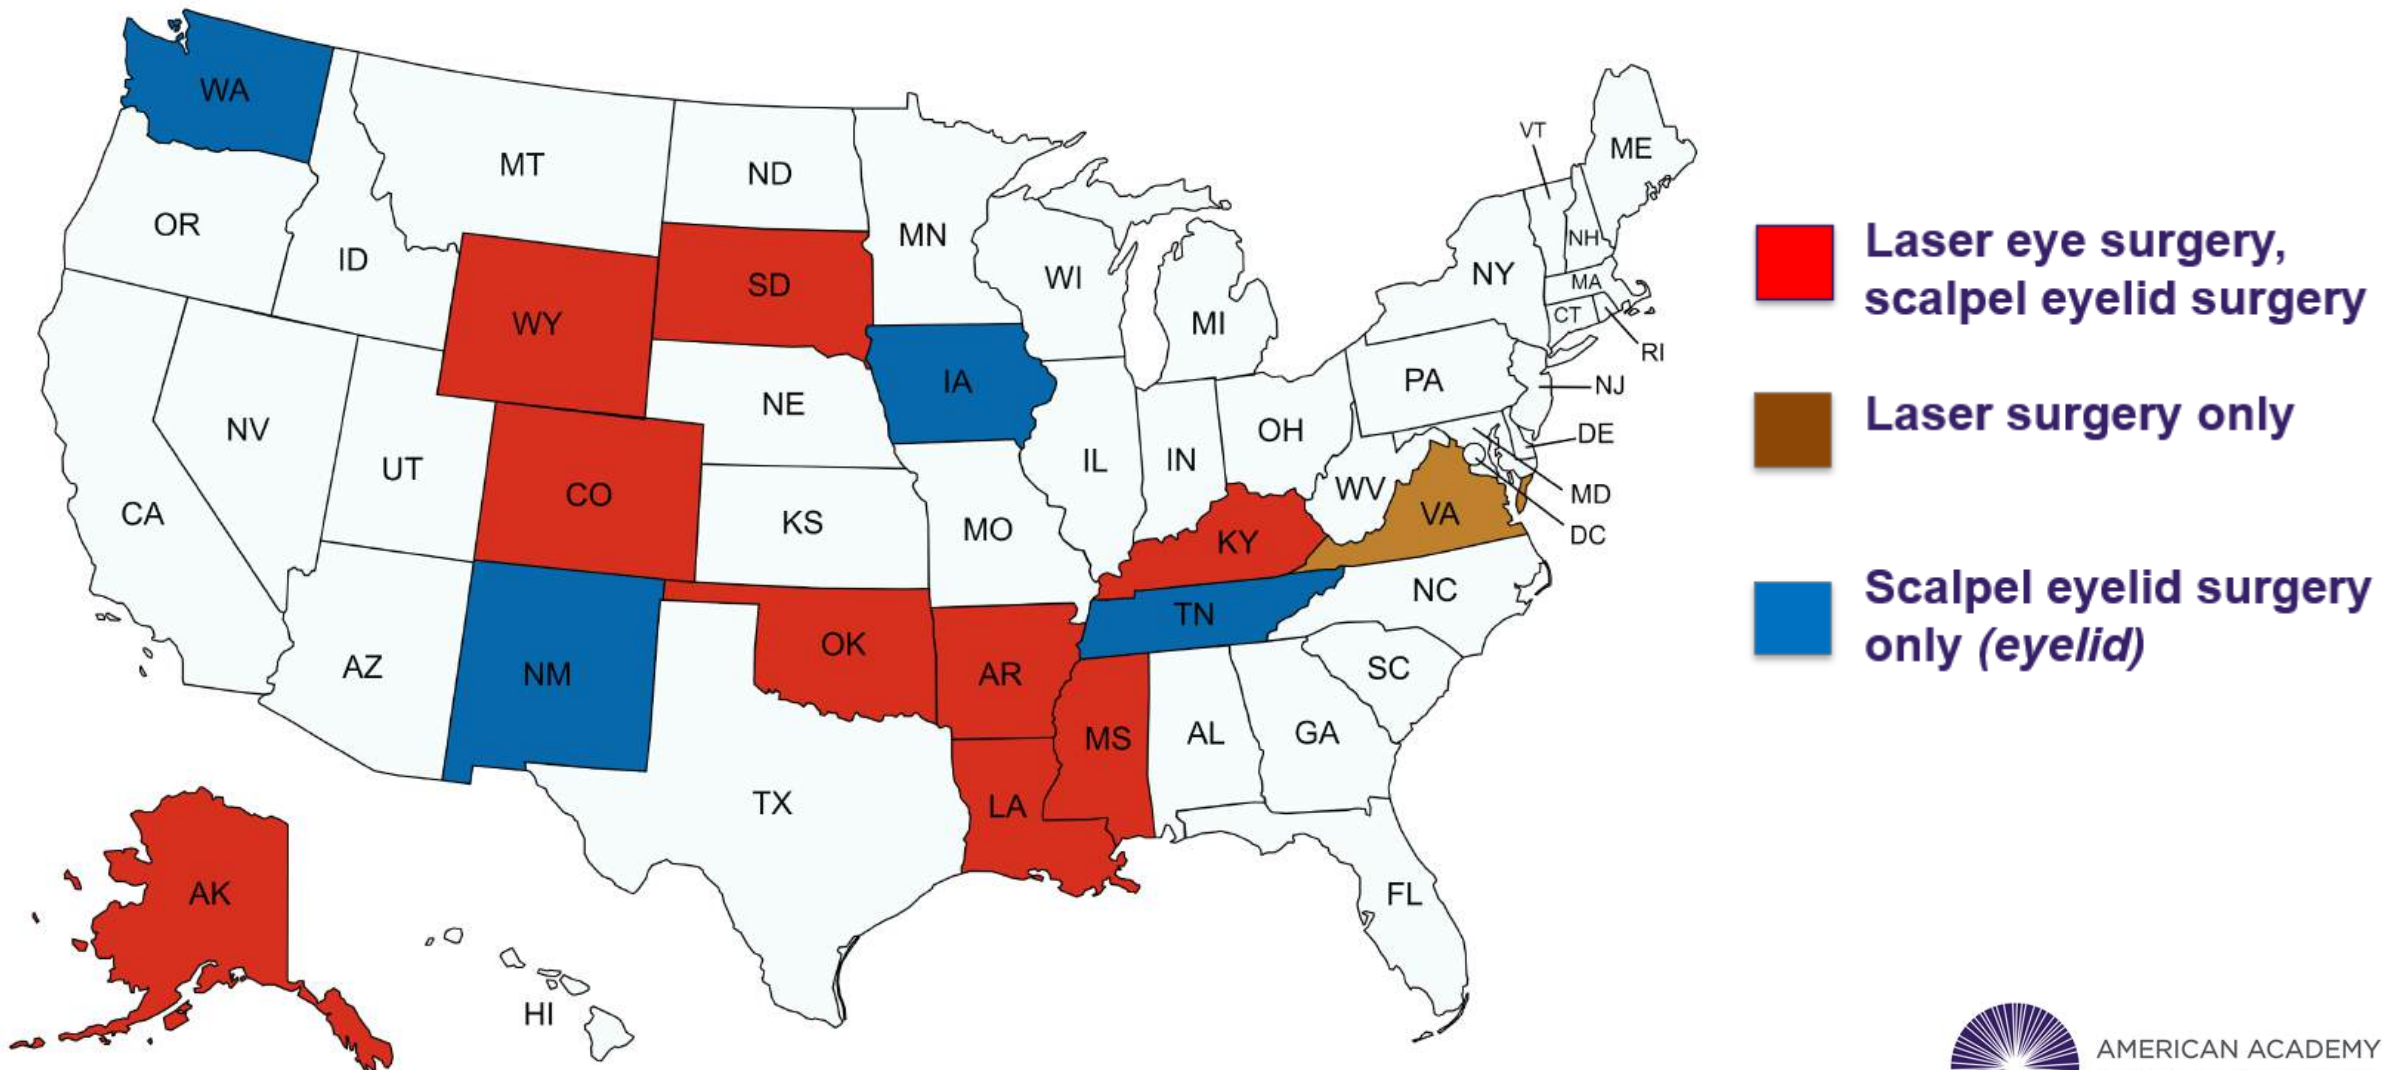 WA
MT
ND
MN
OR
ID
WY
SD
WI
MI
NY
VT
ME
NH
MA
CT
RI
NJ
PA
DE
MD
DC
NV
UT
CO
NE
IA
IL
IN
OH
WV
VA
CA
KS
MO
KY
NC
TN
SC
AZ
NM
OK
AR
MS
AL
GA
TX
LA
FL
AK
HI
Laser eye surgery,
scalpel eyelid surgery
Laser surgery only
Scalpel eyelid surgery
only (eyelid)
AMERICAN ACADEMY